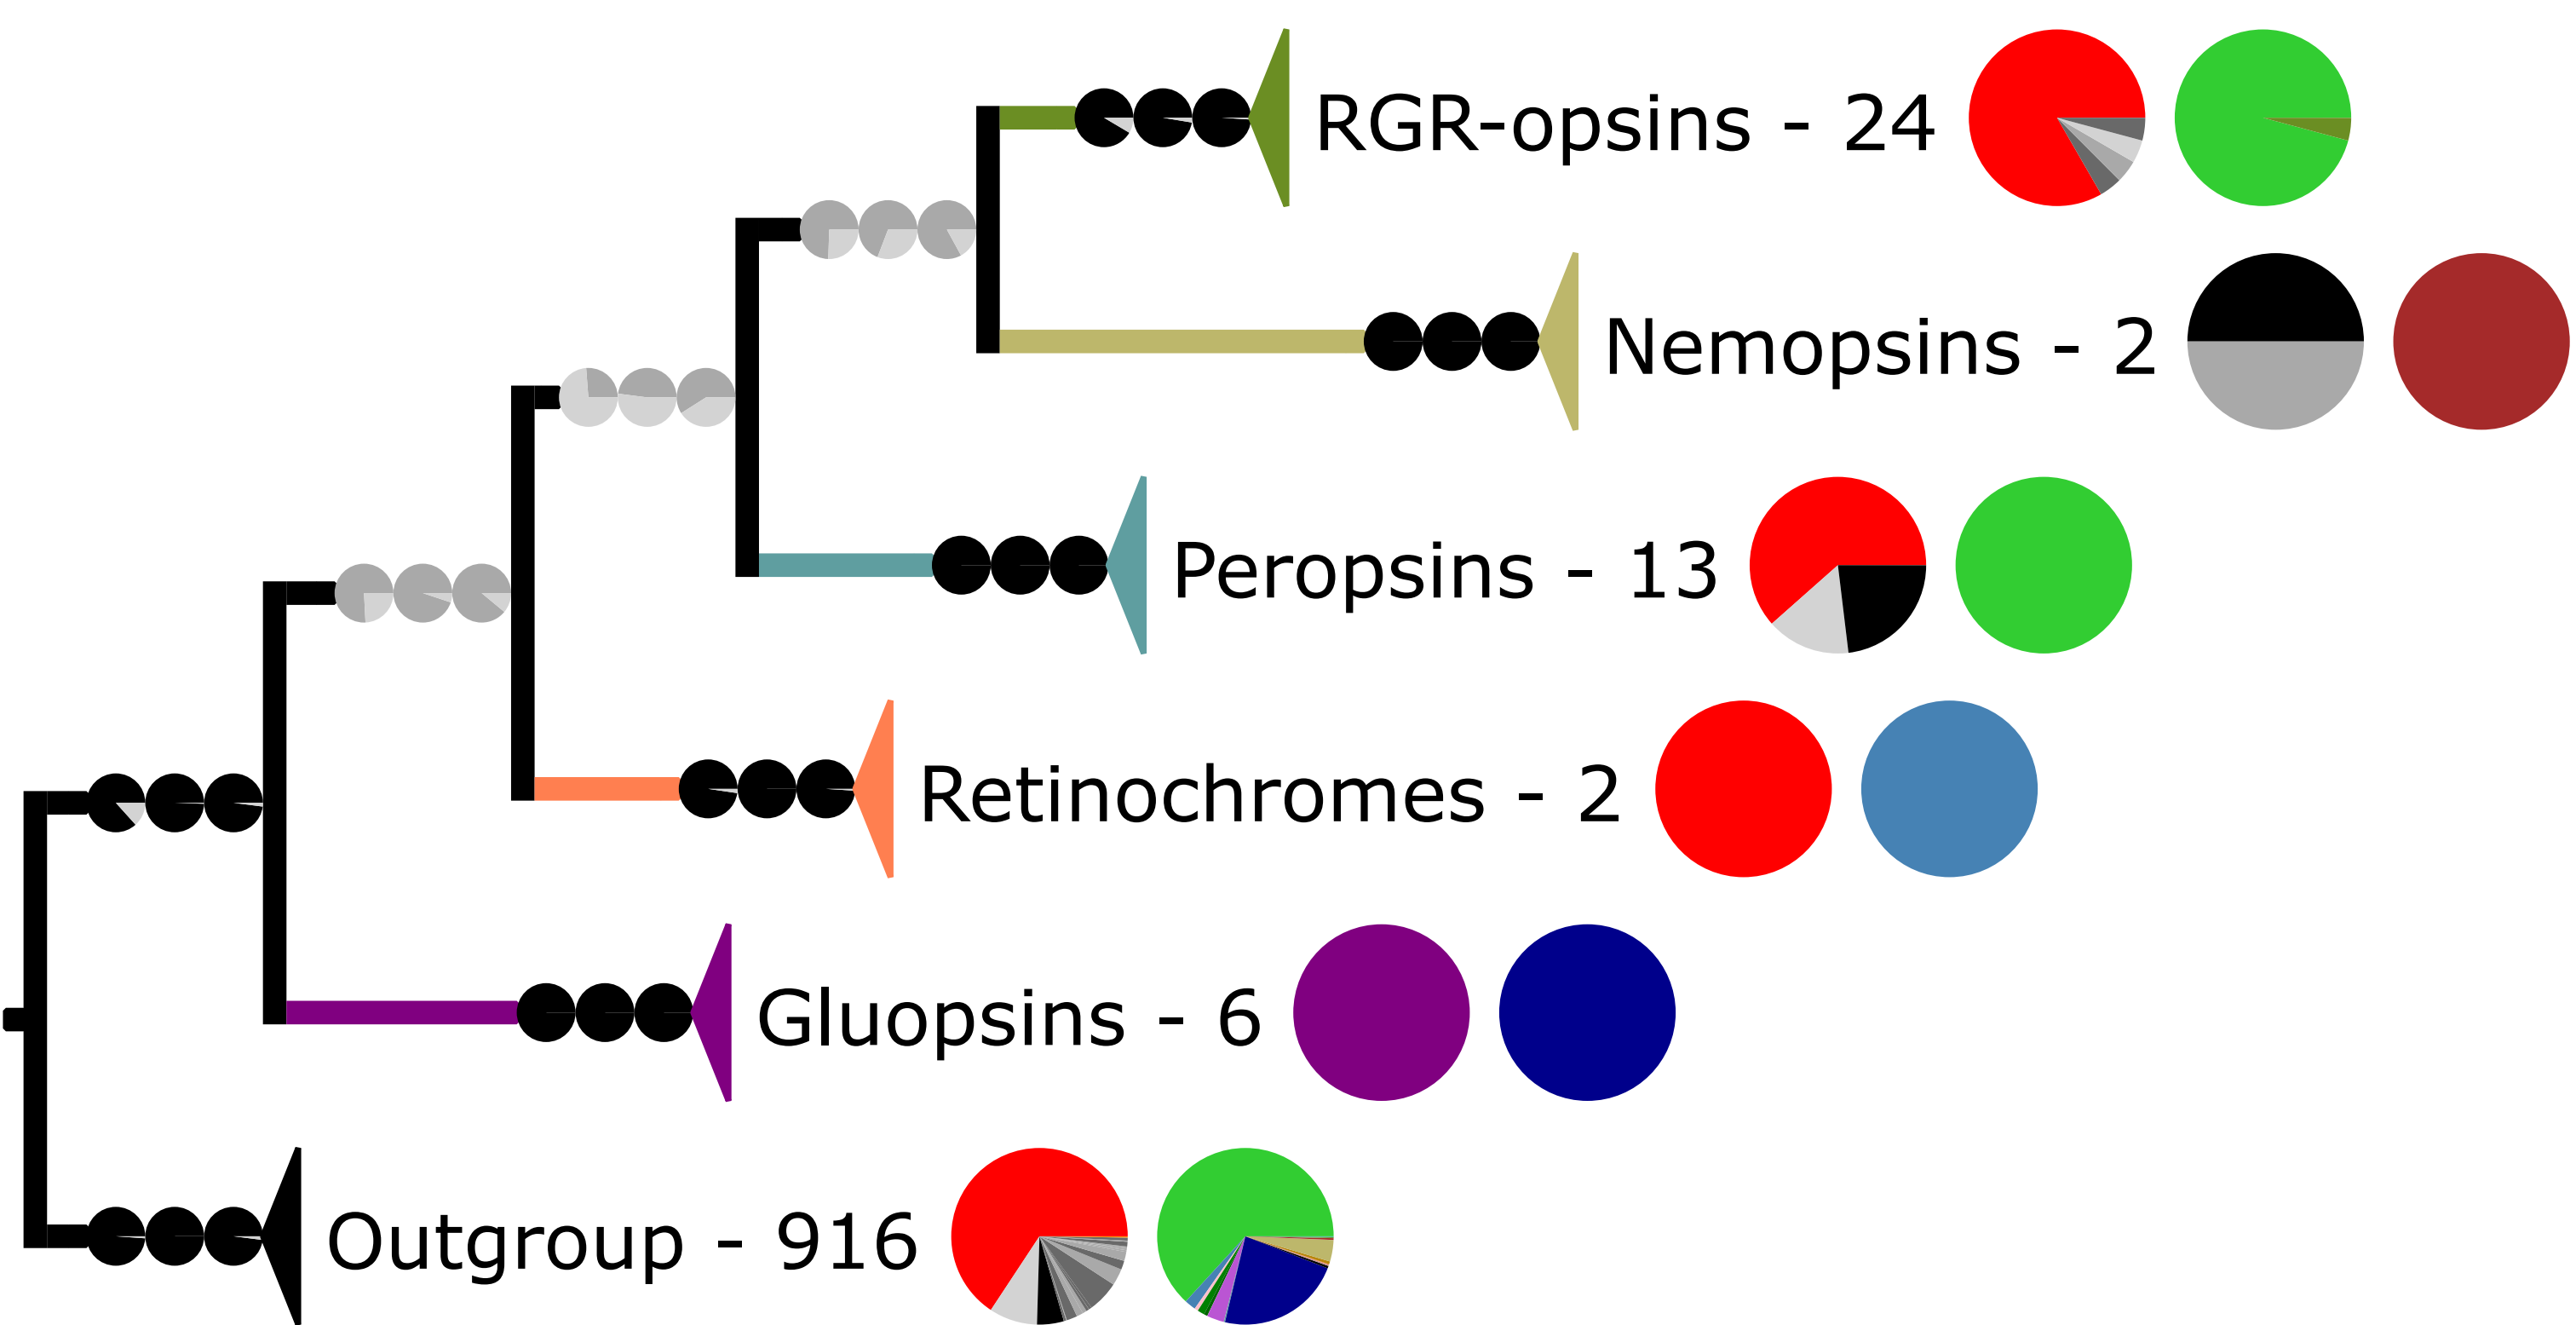 RGR-opsins - 24
Nemopsins - 2
Peropsins - 13
Retinochromes - 2
Gluopsins - 6
Outgroup - 916